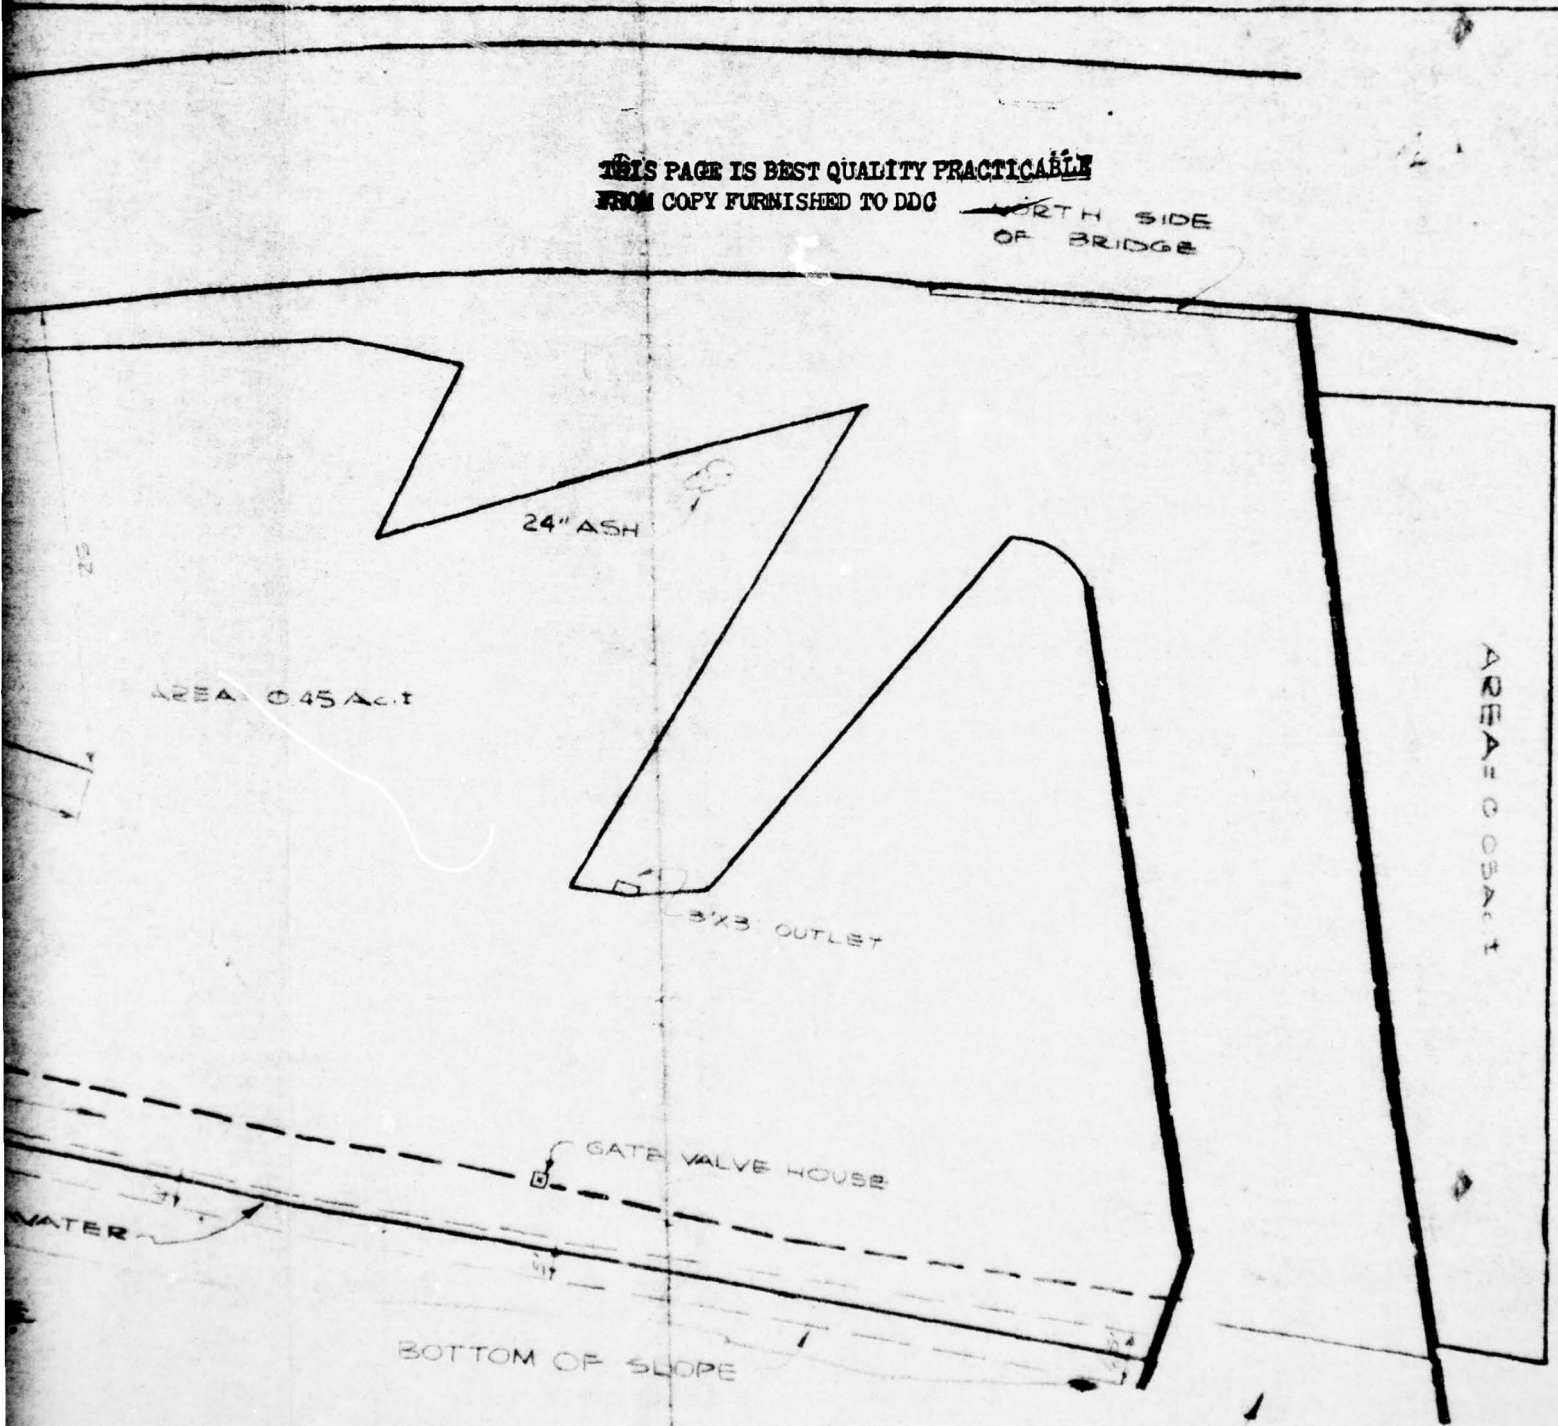 THIS PAGE IS BEST QUALITY PRACTICABLE
FROM COPY FURNISHED TO DDC
NORTH SIDE
OF BRIDGE
24" ASH
AREA= 0.45 Ac.±
AREA= 0.05 Ac.±
3'X3' OUTLET
GATE VALVE HOUSE
WATER
BOTTOM OF SLOPE